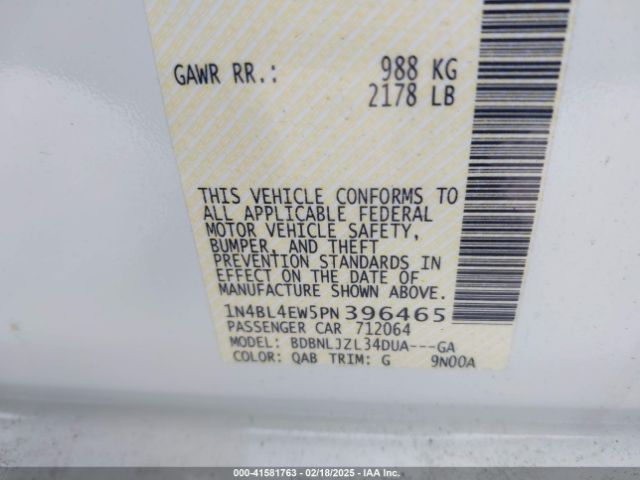 GAWR RR.: 988 KG
2178 LB
THIS VEHICLE CONFORMS TO
ALL APPLICABLE FEDERAL
MOTOR VEHICLE SAFETY,
BUMPER, AND THEFT
PREVENTION STANDARDS IN
EFFECT ON THE DATE OF
MANUFACTURE SHOWN ABOVE.
1N4BL4EW5PN396465
PASSENGER CAR 712064
MODEL: BDBNLJZL34DUA---GA
COLOR: QAB TRIM: G 9N00A
000-41581763 - 02/18/2025 - IAA Inc.